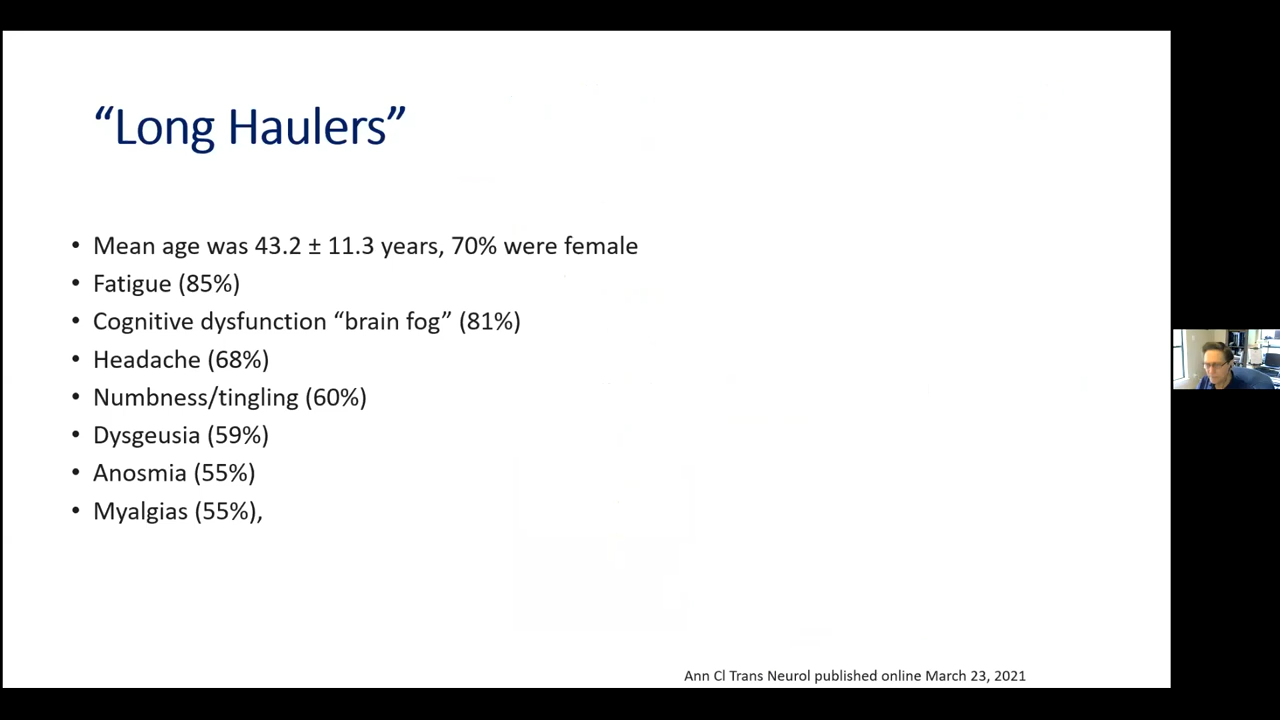 “Long Haulers”
• Mean age was 43.2 ± 11.3 years, 70% were female
• Fatigue (85%)
• Cognitive dysfunction “brain fog” (81%)
• Headache (68%)
• Numbness/tingling (60%)
• Dysgeusia (59%)
• Anosmia (55%)
• Myalgias (55%),
Ann Cl Trans Neurol published online March 23, 2021